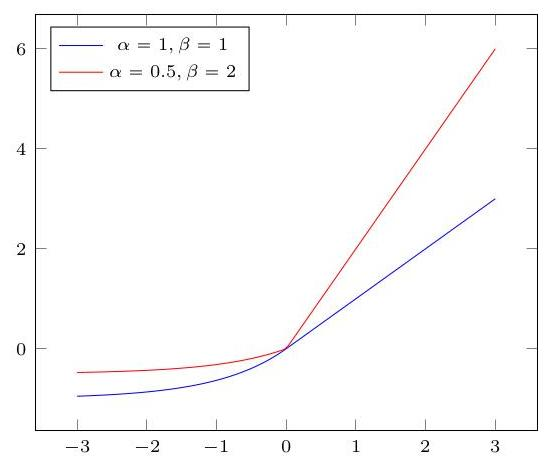 α = 1, β = 1
α = 0.5, β = 2
6
4
2
0
−3 −2 −1 0 1 2 3